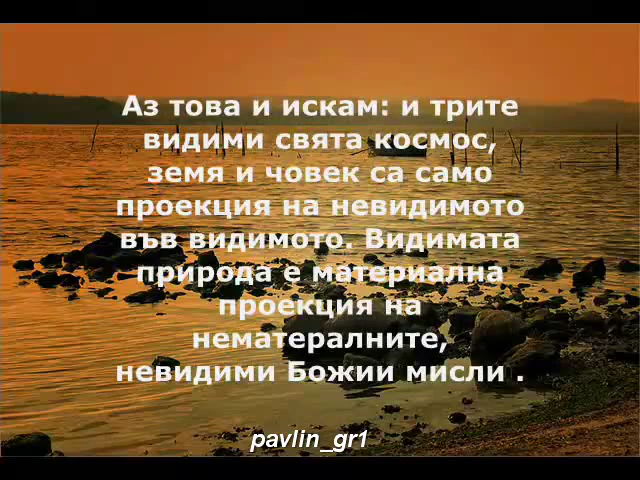 Аз това и искам: и трите
видими свята космос,
земя и човек са само
проекция на невидимото
във видимото. Видимата
природа е материална
проекция на
нематералните,
невидими Божии мисли .
pavlin_gr1